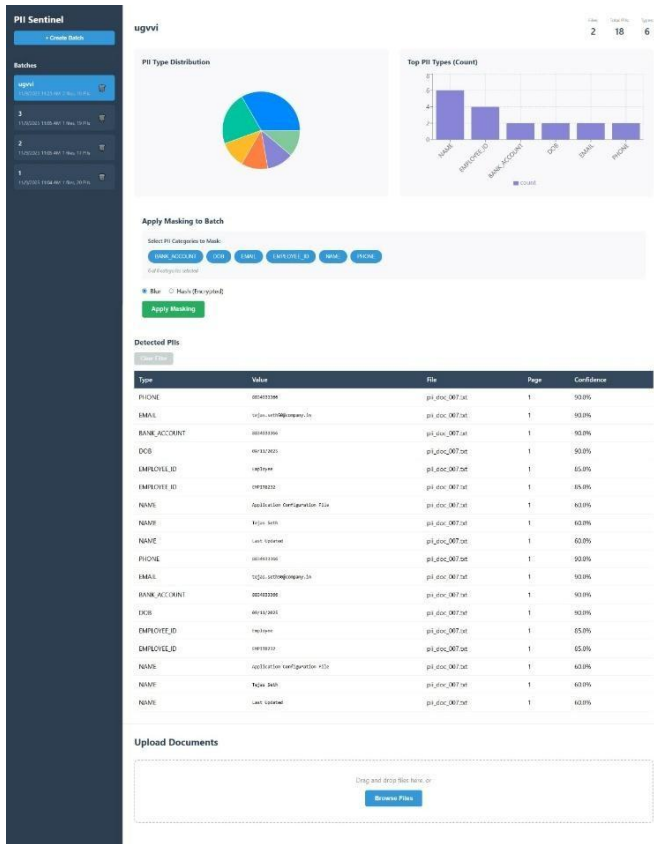 PII Sentinel
+ Create Batch
Batches
ugvvi
3
2
1
ugvvi
Files
Total PIIs
Types
2
18
6
PII Type Distribution
Top PII Types (Count)
8
6
4
2
0
NAME
EMPLOYEE_ID
BANK_ACCOUNT
DOB
EMAIL
PHONE
count
Apply Masking to Batch
Select PII Categories to Mask:
BANK_ACCOUNT DOB EMAIL EMPLOYEE_ID NAME PHONE
Blur Hash (Encrypted)
Apply Masking
Detected PIIs
Type Value File Page Confidence
PHONE pii_doc_007.txt 1 90.0%
EMAIL pii_doc_007.txt 1 90.0%
BANK_ACCOUNT pii_doc_007.txt 1 90.0%
DOB pii_doc_007.txt 1 90.0%
EMPLOYEE_ID Employee pii_doc_007.txt 1 85.0%
EMPLOYEE_ID pii_doc_007.txt 1 85.0%
NAME Application Configuration File pii_doc_007.txt 1 60.0%
NAME Tejas Seth pii_doc_007.txt 1 60.0%
NAME Last Updated pii_doc_007.txt 1 60.0%
PHONE pii_doc_007.txt 1 90.0%
EMAIL pii_doc_007.txt 1 90.0%
BANK_ACCOUNT pii_doc_007.txt 1 90.0%
DOB pii_doc_007.txt 1 90.0%
EMPLOYEE_ID Employee pii_doc_007.txt 1 85.0%
EMPLOYEE_ID pii_doc_007.txt 1 85.0%
NAME Application Configuration File pii_doc_007.txt 1 60.0%
NAME Tejas Seth pii_doc_007.txt 1 60.0%
NAME Last Updated pii_doc_007.txt 1 60.0%
Upload Documents
Drag and drop files here, or
Browse Files